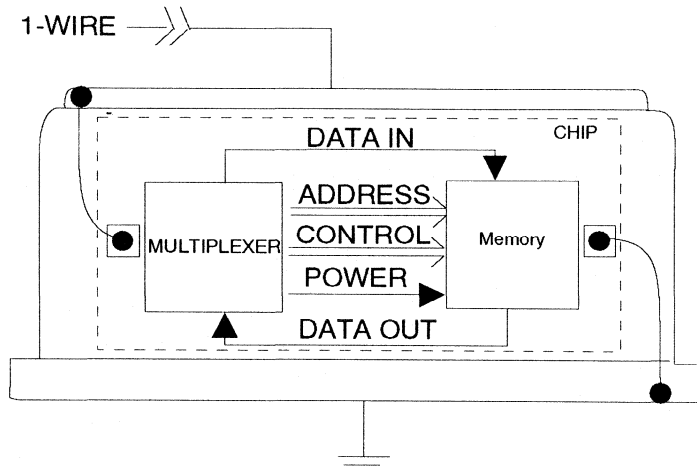 1-WIRE
CHIP
DATA IN
ADDRESS
MULTIPLEXER
CONTROL
Memory
POWER
DATA OUT